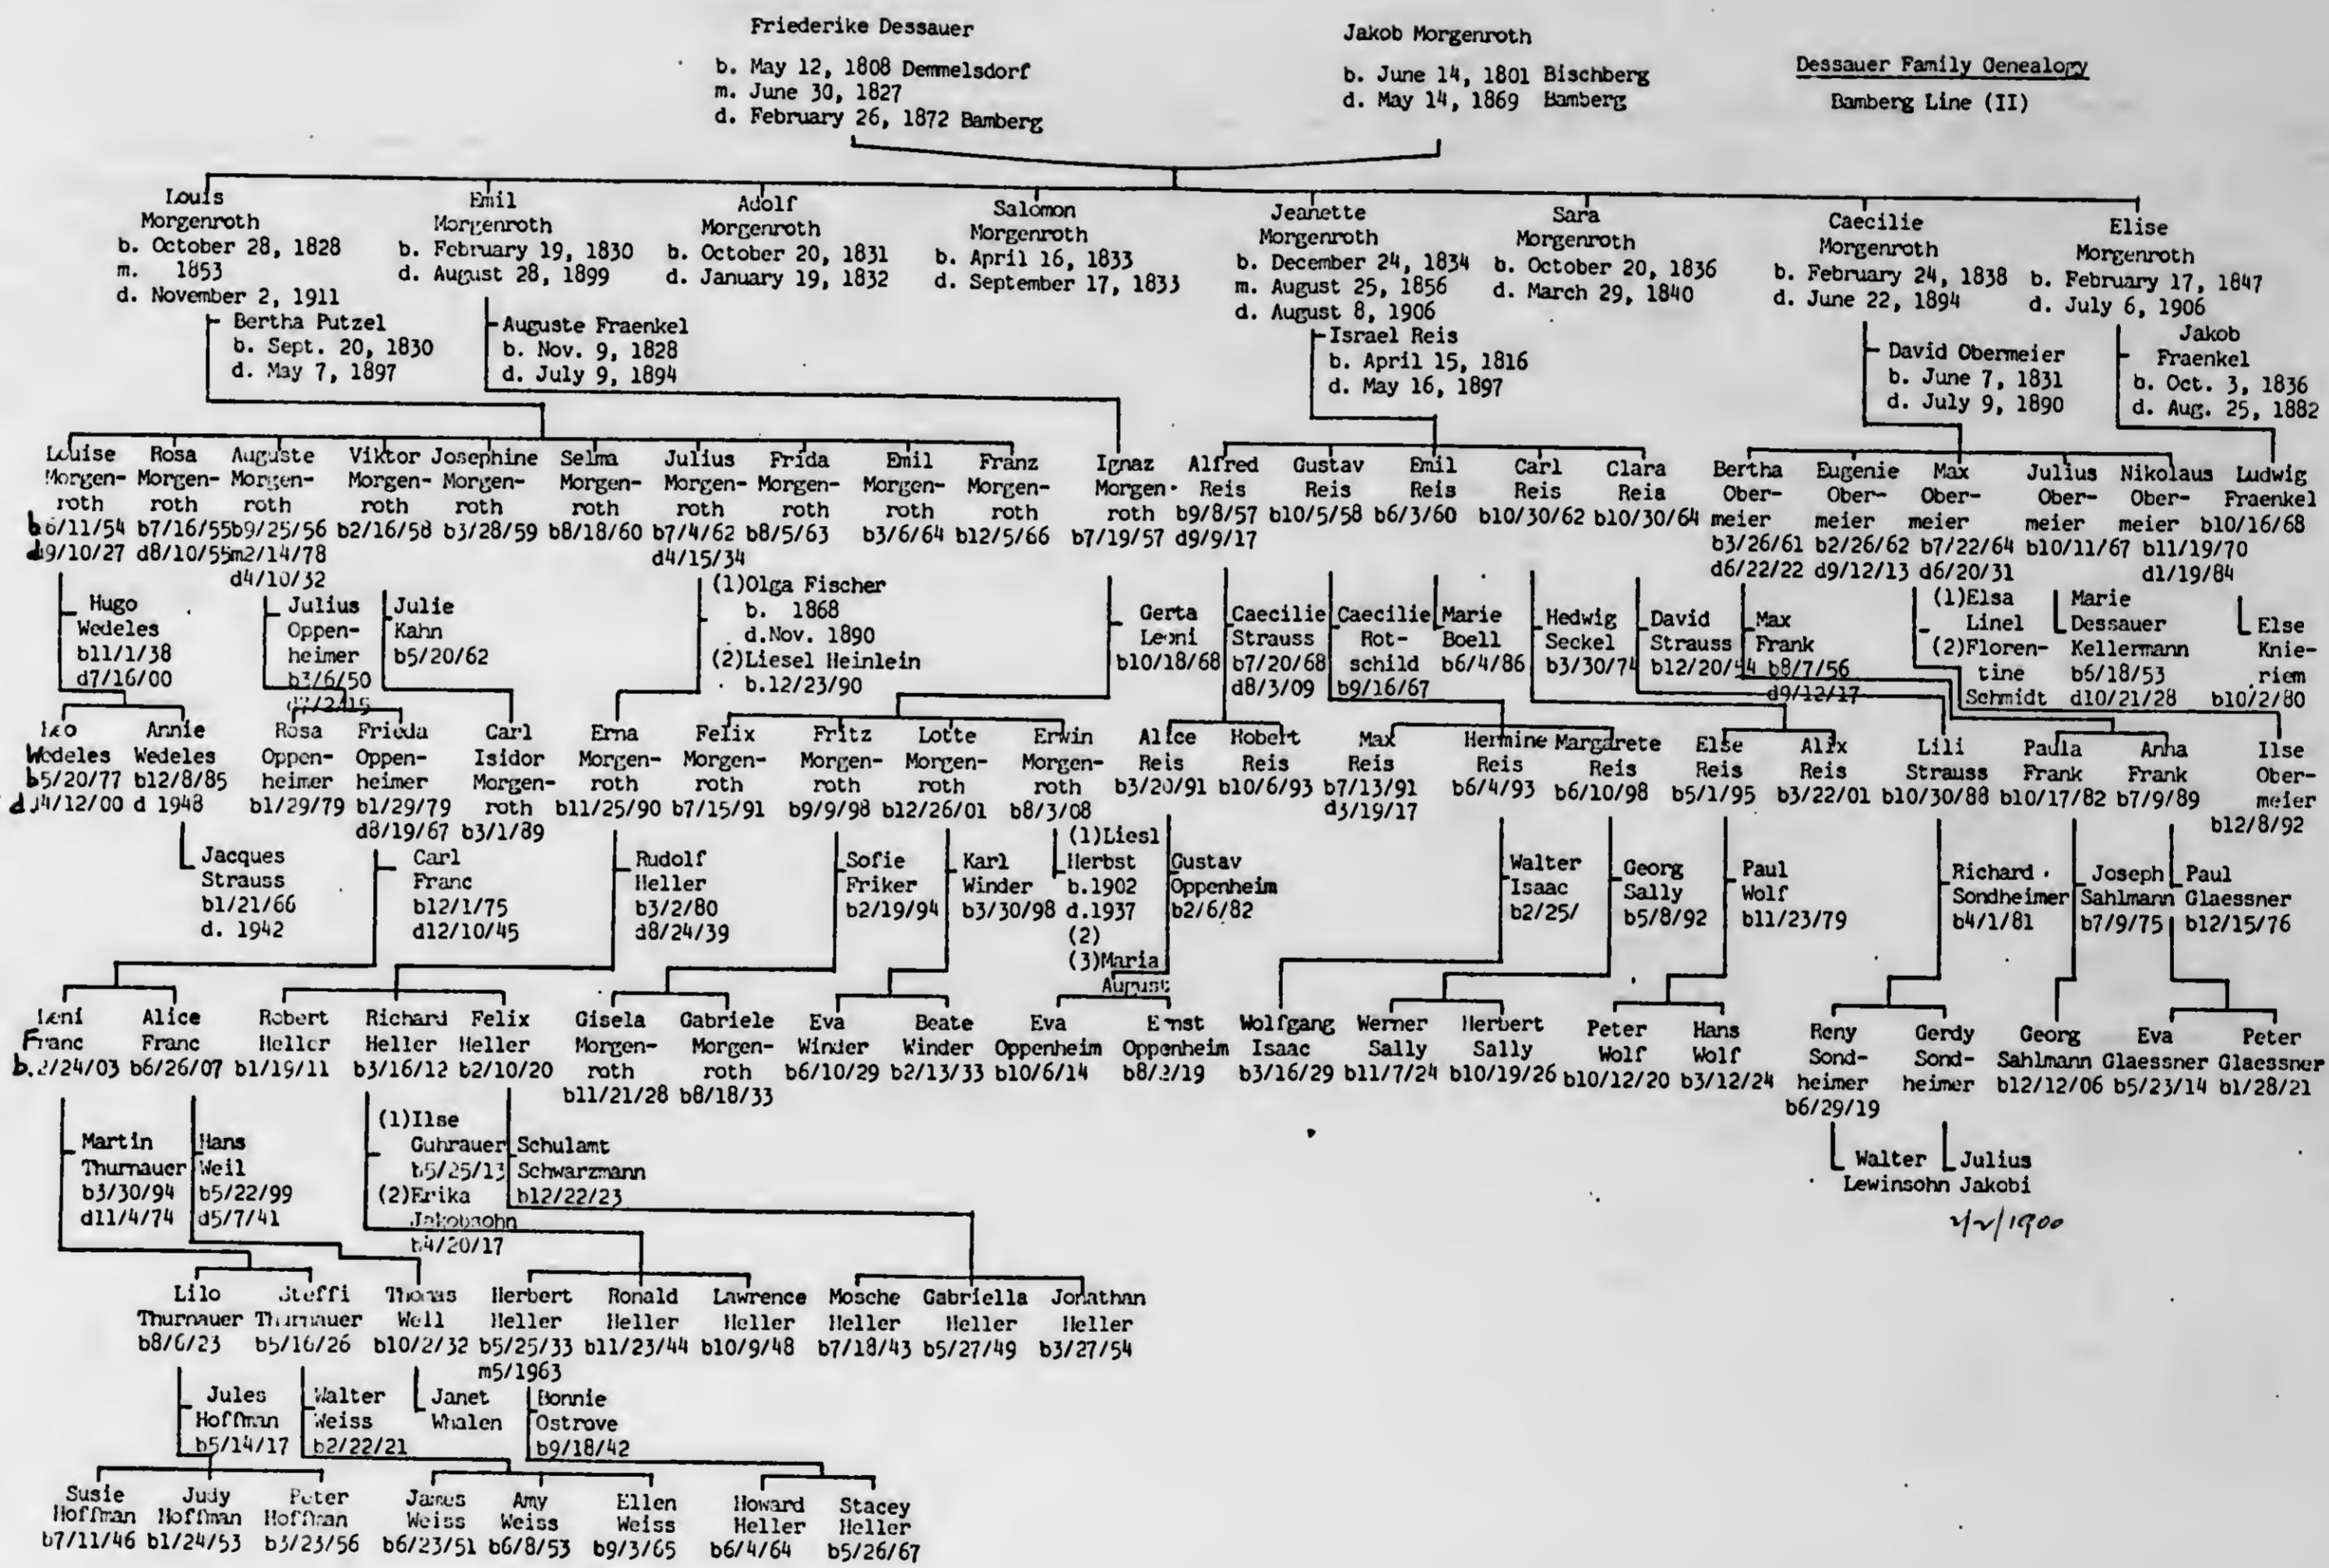 Friederike Dessauer
b. May 12, 1808 Demmelsdorf
m. June 30, 1827
d. February 26, 1872 Bamberg
Jakob Morgenroth
b. June 14, 1801 Bischberg
d. May 14, 1869 Bamberg
Dessauer Family Genealogy
Bamberg Line (II)
Louis
Morgenroth
b. October 28, 1828
m. 1853
d. November 2, 1911
Bertha Putzel
b. Sept. 20, 1830
d. May 7, 1897
Emil
Morgenroth
b. February 19, 1830
d. August 28, 1899
Auguste Fraenkel
b. Nov. 9, 1828
d. July 9, 1894
Adolf
Morgenroth
b. October 20, 1831
d. January 19, 1832
Salomon
Morgenroth
b. April 16, 1833
d. September 17, 1833
Jeanette
Morgenroth
b. December 24, 1834
m. August 25, 1856
d. August 8, 1906
Israel Reis
b. April 15, 1816
d. May 16, 1897
Sara
Morgenroth
b. October 20, 1836
d. March 29, 1840
Caecilie
Morgenroth
b. February 24, 1838
d. June 22, 1894
David Obermeier
b. June 7, 1831
d. July 9, 1890
Elise
Morgenroth
b. February 17, 1847
d. July 6, 1906
Jakob
Fraenkel
b. Oct. 3, 1836
d. Aug. 25, 1882
Louise
Morgen-
roth
b6/11/54
d9/10/27
Rosa
Morgen-
roth
b7/16/55
d8/10/55
Auguste
Morgen-
roth
b9/25/56
m2/14/78
d4/10/32
Viktor
Morgen-
roth
b2/16/58
Josephine
Morgen-
roth
b3/28/59
Selma
Morgen-
roth
b8/18/60
Julius
Morgen-
roth
b7/4/62
d4/15/34
Frida
Morgen-
roth
b8/5/63
Emil
Morgen-
roth
b3/6/64
Franz
Morgen-
roth
b12/5/66
Ignaz
Morgen-
roth
b7/19/57
Alfred
Reis
b9/8/57
d9/9/17
Gustav
Reis
b10/5/58
Emil
Reis
b6/3/60
Carl
Reis
b10/30/62
Clara
Reis
b10/30/64
Bertha
Ober-
meier
b3/26/61
d6/22/22
Eugenie
Ober-
meier
b2/26/62
d9/12/13
Max
Ober-
meier
b7/22/64
d6/20/31
Julius
Ober-
meier
b10/11/67
Nikolaus
Ober-
meier
b11/19/70
d1/19/84
Ludwig
Fraenkel
b10/16/68
Hugo
Wedeles
b11/1/38
d7/16/00
Julius
Oppen-
heimer
b3/6/50
Julie
Kahn
b5/20/62
(1)Olga Fischer
b. 1868
d.Nov. 1890
(2)Liesel Heinlein
b.12/23/90
Gerta
Leoni
b10/18/68
Caecilie
Strauss
b7/20/68
d8/3/09
Caecilie
Rot-
schild
b9/16/67
Marie
Boell
b6/4/86
Hedwig
Seckel
b3/30/74
David
Strauss
b12/20/44
Max
Frank
b8/7/56
d9/12/17
(1)Elsa
Linel
(2)Floren-
tine
Schmidt
Marie
Dessauer
Kellermann
b6/18/53
d10/21/28
Else
Knie-
riem
b10/2/80
Leo
Wedeles
b5/20/77
d14/12/00
Annie
Wedeles
b12/8/85
d 1948
Rosa
Oppen-
heimer
b1/29/79
Frieda
Oppen-
heimer
b1/29/79
d8/19/67
Carl
Isidor
Morgen-
roth
b3/1/89
Erna
Morgen-
roth
b11/25/90
Felix
Morgen-
roth
b7/15/91
Fritz
Morgen-
roth
b9/9/98
Lotte
Morgen-
roth
b12/26/01
Erwin
Morgen-
roth
b8/3/08
Alice
Reis
b3/20/91
Robert
Reis
b10/6/93
Max
Reis
b7/13/91
d3/19/17
Hermine
Reis
b6/4/93
Margarete
Reis
b6/10/98
Else
Reis
b5/1/95
Alix
Reis
b3/22/01
Lili
Strauss
b10/30/88
Paula
Frank
b10/17/82
Anna
Frank
b7/9/89
Ilse
Ober-
meier
b12/8/92
Jacques
Strauss
b1/21/66
d. 1942
Carl
Franc
b12/1/75
d12/10/45
Rudolf
Heller
b3/2/80
d8/24/39
Sofie
Friker
b2/19/94
Karl
Winder
b3/30/98
(1)Liesl
Herbst
b.1902
d.1937
(2)
(3)Maria
August
Gustav
Oppenheim
b2/6/82
Walter
Isaac
b2/25/
Georg
Sally
b5/8/92
Paul
Wolf
b11/23/79
Richard
Sondheimer
b4/1/81
Joseph
Sahlmann
b7/9/75
Paul
Glaessner
b12/15/76
Leni
Franc
b.2/24/03
Alice
Franc
b6/26/07
Robert
Heller
b1/19/11
Richard
Heller
b3/16/12
Felix
Heller
b2/10/20
Gisela
Morgen-
roth
b11/21/28
Gabriele
Morgen-
roth
b8/18/33
Eva
Winder
b6/10/29
Beate
Winder
b2/13/33
Eva
Oppenheim
b10/6/14
Ernst
Oppenheim
Wolfgang
Isaac
b3/16/29
Werner
Sally
b11/7/24
Herbert
Sally
b10/19/26
Peter
Wolf
b10/12/20
Hans
Wolf
b3/12/24
Reny
Sond-
heimer
b6/29/19
Gerdy
Sond-
heimer
Georg
Sahlmann
b12/12/06
Eva
Glaessner
b5/23/14
Peter
Glaessner
b1/28/21
Martin
Thurnauer
b3/30/94
d11/4/74
Hans
Weil
b5/22/99
d5/7/41
(1)Ilse
Guhrauer
b5/25/13
(2)Erika
Jakobsohn
b4/20/17
Schulamt
Schwarzmann
b12/22/23
Walter
Lewinsohn
Julius
Jakobi
2/2/1900
Lilo
Thurnauer
b8/6/23
Steffi
Thurnauer
b5/16/26
Thomas
Weil
b10/2/32
Herbert
Heller
b5/25/33
m5/1963
Ronald
Heller
b11/23/44
Lawrence
Heller
b10/9/48
Mosche
Heller
b7/18/43
Gabriella
Heller
b5/27/49
Jonathan
Heller
b3/27/54
Jules
Hoffman
b5/14/17
Walter
Weiss
b2/22/21
Janet
Whalen
Bonnie
Ostrove
b9/18/42
Susie
Hoffman
b7/11/46
Judy
Hoffman
b1/24/53
Peter
Hoffman
b3/23/56
James
Weiss
b6/23/51
Amy
Weiss
b6/8/53
Ellen
Weiss
b9/3/65
Howard
Heller
b6/4/64
Stacey
Heller
b5/26/67